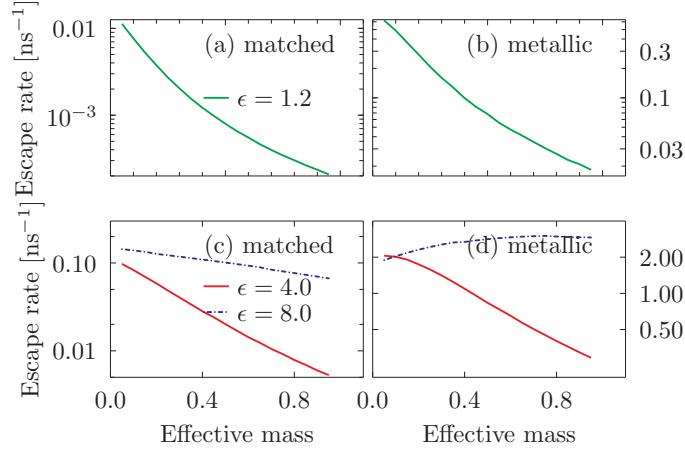 Escape rate [ns⁻¹]
0.01
10⁻³
(a) matched
ϵ = 1.2
(b) metallic
0.3
0.1
0.03
Escape rate [ns⁻¹]
0.10
0.01
(c) matched
ϵ = 4.0
ϵ = 8.0
(d) metallic
2.00
1.00
0.50
0.0 0.4 0.8
0.4 0.8
Effective mass
Effective mass